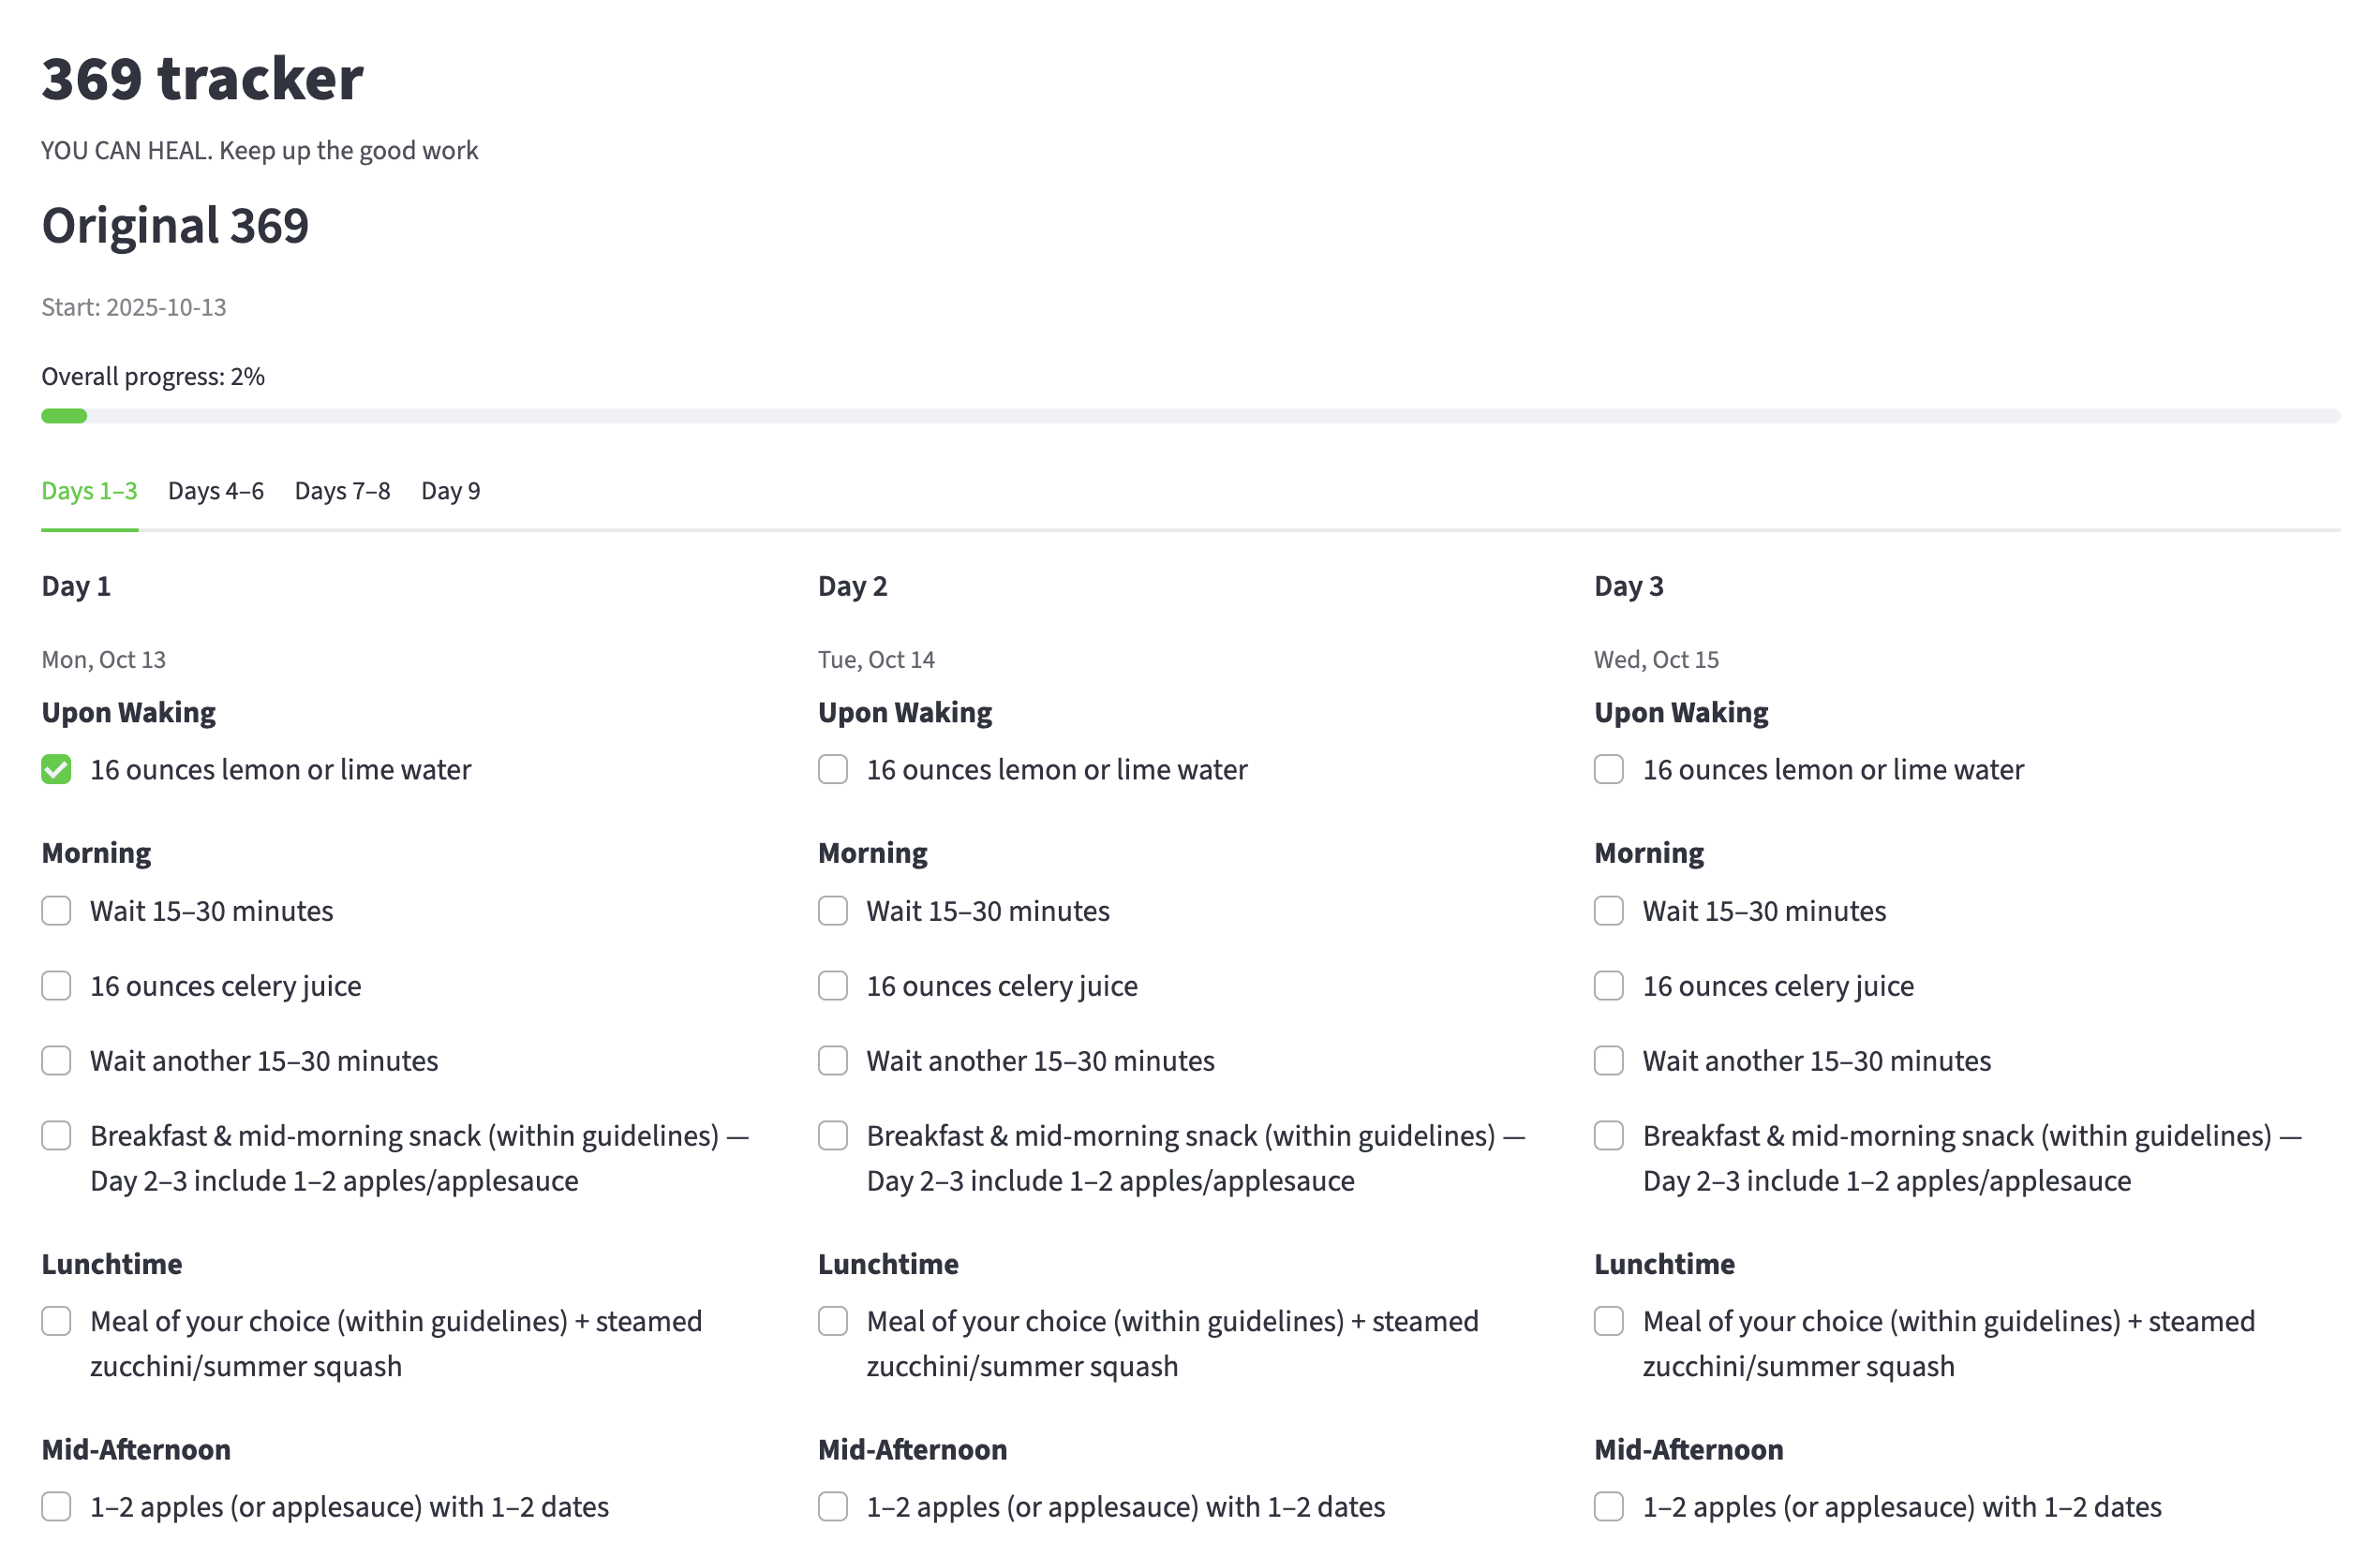 369 tracker
YOU CAN HEAL. Keep up the good work
Original 369
Start: 2025-10-13
Overall progress: 2%
Days 1–3
Days 4–6
Days 7–8
Day 9
Day 1
Mon, Oct 13
Upon Waking
16 ounces lemon or lime water
Morning
Wait 15–30 minutes
16 ounces celery juice
Wait another 15–30 minutes
Breakfast & mid-morning snack (within guidelines) —
Day 2–3 include 1–2 apples/applesauce
Lunchtime
Meal of your choice (within guidelines) + steamed
zucchini/summer squash
Mid-Afternoon
1–2 apples (or applesauce) with 1–2 dates
Day 2
Tue, Oct 14
Upon Waking
16 ounces lemon or lime water
Morning
Wait 15–30 minutes
16 ounces celery juice
Wait another 15–30 minutes
Breakfast & mid-morning snack (within guidelines) —
Day 2–3 include 1–2 apples/applesauce
Lunchtime
Meal of your choice (within guidelines) + steamed
zucchini/summer squash
Mid-Afternoon
1–2 apples (or applesauce) with 1–2 dates
Day 3
Wed, Oct 15
Upon Waking
16 ounces lemon or lime water
Morning
Wait 15–30 minutes
16 ounces celery juice
Wait another 15–30 minutes
Breakfast & mid-morning snack (within guidelines) —
Day 2–3 include 1–2 apples/applesauce
Lunchtime
Meal of your choice (within guidelines) + steamed
zucchini/summer squash
Mid-Afternoon
1–2 apples (or applesauce) with 1–2 dates